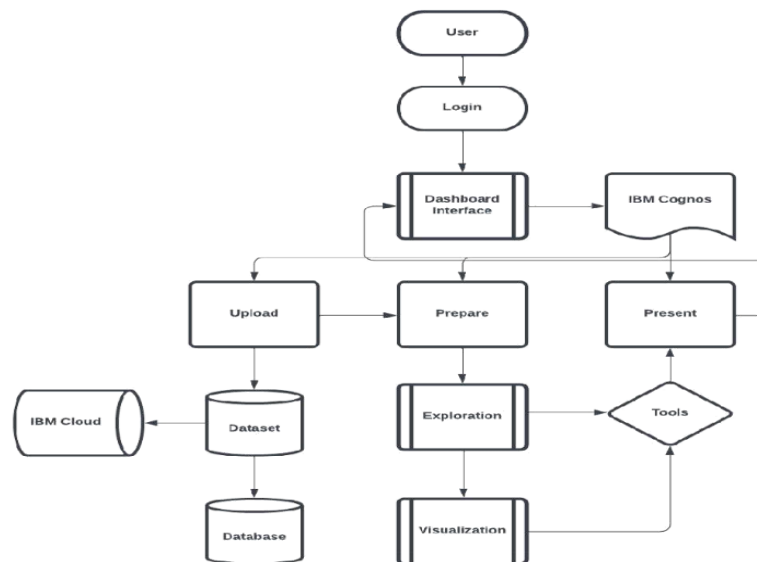 User
Login
Dashboard
Interface
IBM Cognos
Upload
Prepare
Present
IBM Cloud
Dataset
Exploration
Tools
Database
Visualization